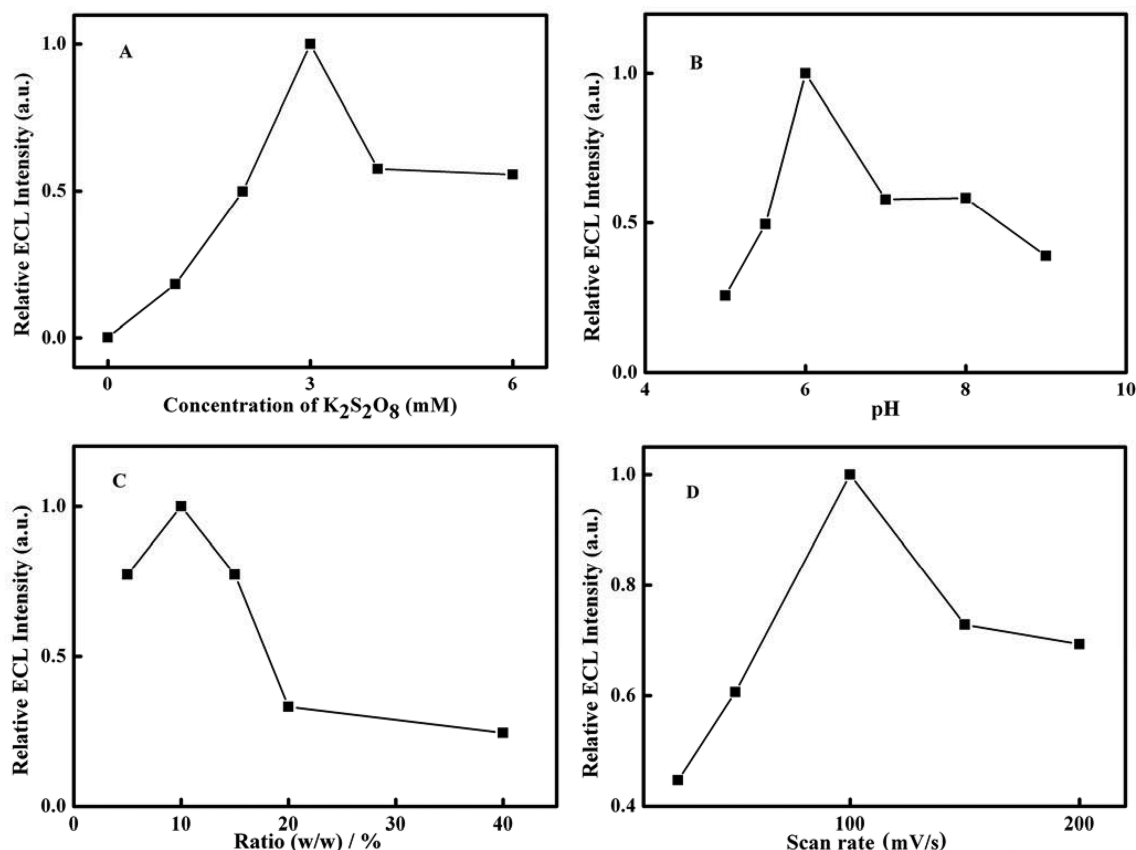 A
Relative ECL Intensity (a.u.)
1.0
0.5
0.0
0 3 6
Concentration of K2S2O8 (mM)
B
Relative ECL Intensity (a.u.)
1.0
0.5
0.0
4 6 8 10
pH
C
Relative ECL Intensity (a.u.)
1.0
0.5
0.0
0 10 20 30 40
Ratio (w/w) / %
D
Relative ECL Intensity (a.u.)
1.0
0.8
0.6
0.4
100 200
Scan rate (mV/s)